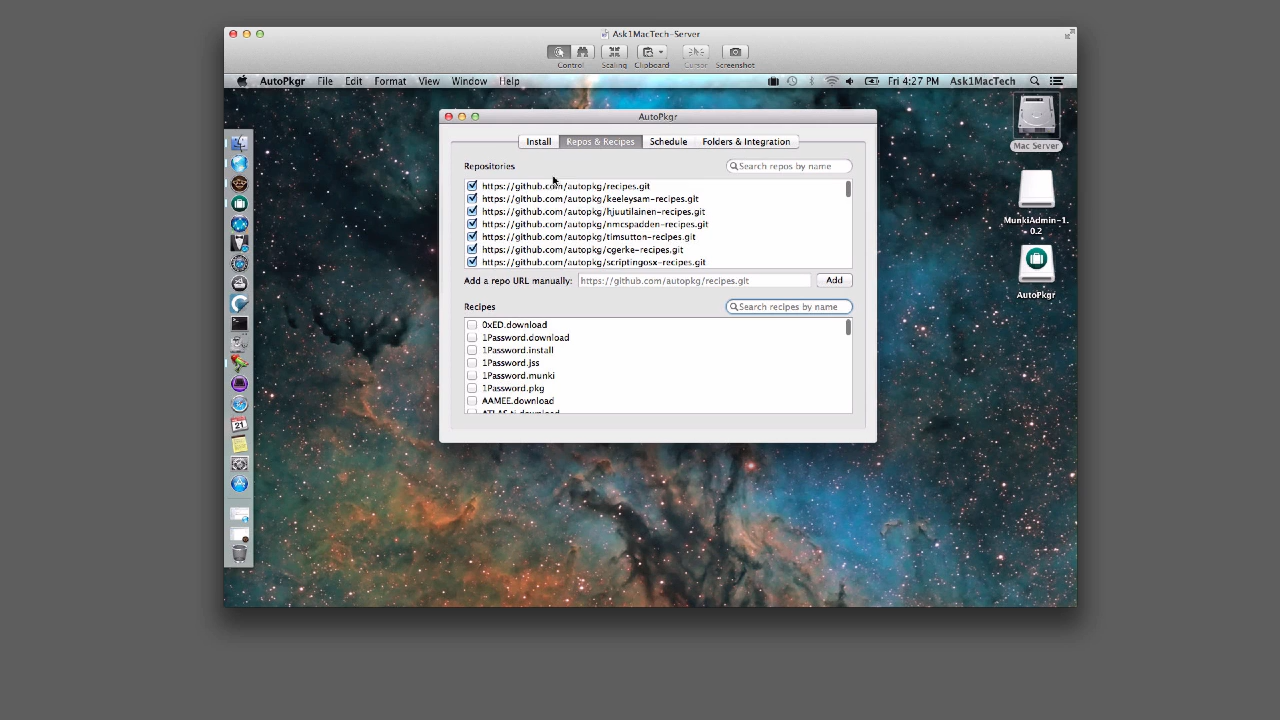 Ask1MacTech-Server
Control
Scaling
Clipboard
Cursor
Screenshot
AutoPkgr File Edit Format View Window Help Fri 4:27 PM Ask1MacTech
Mac Server
MunkiAdmin-1.0.2
AutoPkgr
21
AutoPkgr
Install Repos & Recipes Schedule Folders & Integration
Repositories Search repos by name
https://github.com/autopkg/recipes.git
https://github.com/autopkg/keeleysam-recipes.git
https://github.com/autopkg/hjuutilainen-recipes.git
https://github.com/autopkg/nmcspadden-recipes.git
https://github.com/autopkg/timsutton-recipes.git
https://github.com/autopkg/cgerke-recipes.git
https://github.com/autopkg/scriptingosx-recipes.git
Add a repo URL manually: https://github.com/autopkg/recipes.git Add
Recipes Search recipes by name
0xED.download
1Password.download
1Password.install
1Password.jss
1Password.munki
1Password.pkg
AAMEE.download